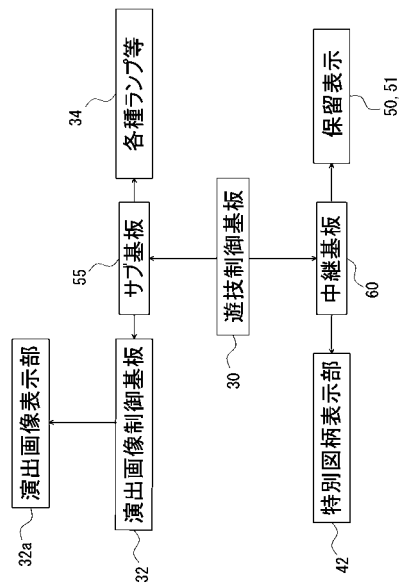 32a
演出画像表示部
55
34
32
演出画像制御基板
サブ基板
各種ランプ等
30
遊技制御基板
42
特別図柄表示部
中継基板
保留表示
60
50, 51